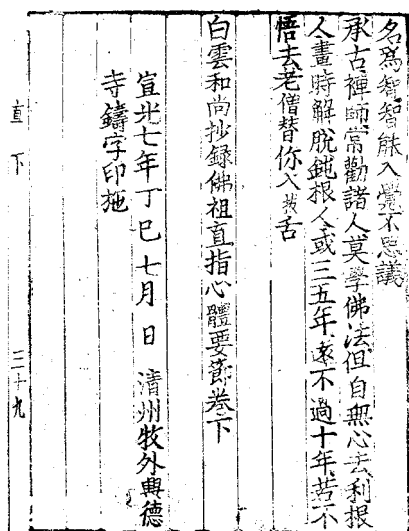 名爲智智能入覺不思議
承古禪師常勸諸人莫學佛法但自無心去利根
人畫時解脫鈍根人或三五年遠不過十年若不
悟去老僧替你入拔舌
白雲和尚抄錄佛祖直指心體要節卷下
宣光七年丁巳七月 日 清州牧外興德
寺鑄字印施
直下
三十九